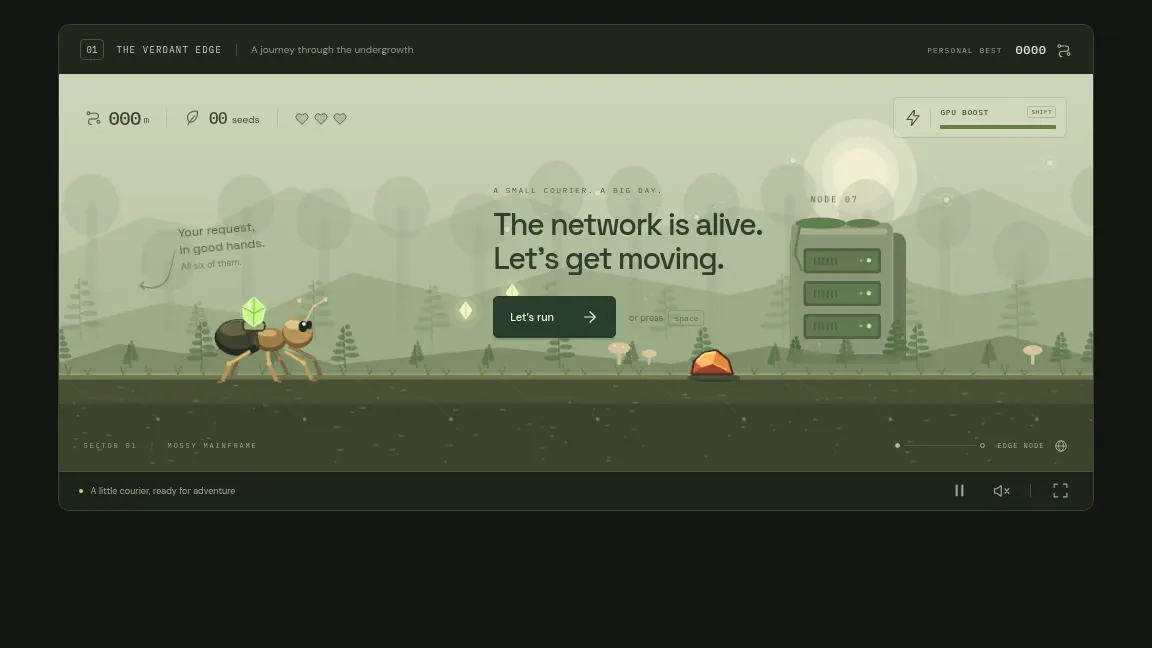 01 THE VERDANT EDGE A journey through the undergrowth
PERSONAL BEST 0000
000 m 00 seeds
GPU BOOST SHIFT
A SMALL COURIER. A BIG DAY.
The network is alive.
Let's get moving.
Let's run
or press Space
Your request,
in good hands.
All six of them.
NODE 07
SECTOR 01 MOSSY MAINFRAME
EDGE NODE
A little courier, ready for adventure